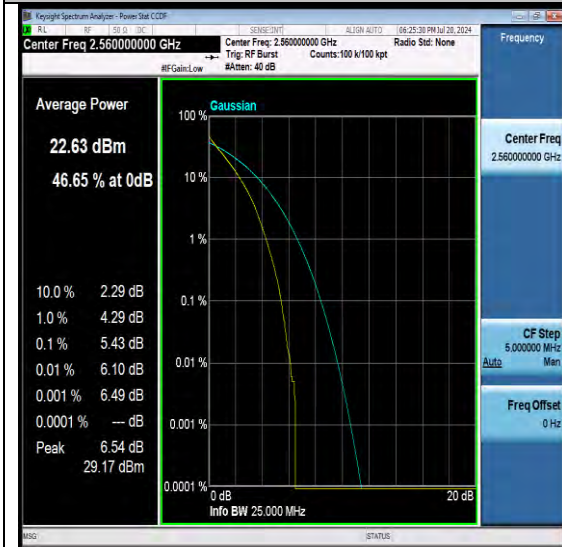 Keysight Spectrum Analyzer - Power Stat CCDF
RL RF 50 Ω DC SENSE:INT ALIGN AUTO 06:25:30 PM Jul 20, 2024
Center Freq 2.560000000 GHz
Center Freq: 2.560000000 GHz Radio Std: None
Trig: RF Burst Counts:100 k/100 kpt
#IFGain:Low #Atten: 40 dB
Frequency
Average Power
22.63 dBm
46.65 % at 0dB
10.0 % 2.29 dB
1.0 % 4.29 dB
0.1 % 5.43 dB
0.01 % 6.10 dB
0.001 % 6.49 dB
0.0001 % --- dB
Peak 6.54 dB
29.17 dBm
Gaussian
100 %
10 %
1 %
0.1 %
0.01 %
0.001 %
0.0001 %
0 dB 20 dB
Info BW 25.000 MHz
Center Freq
2.560000000 GHz
CF Step
5.000000 MHz
Auto Man
Freq Offset
0 Hz
MSG STATUS